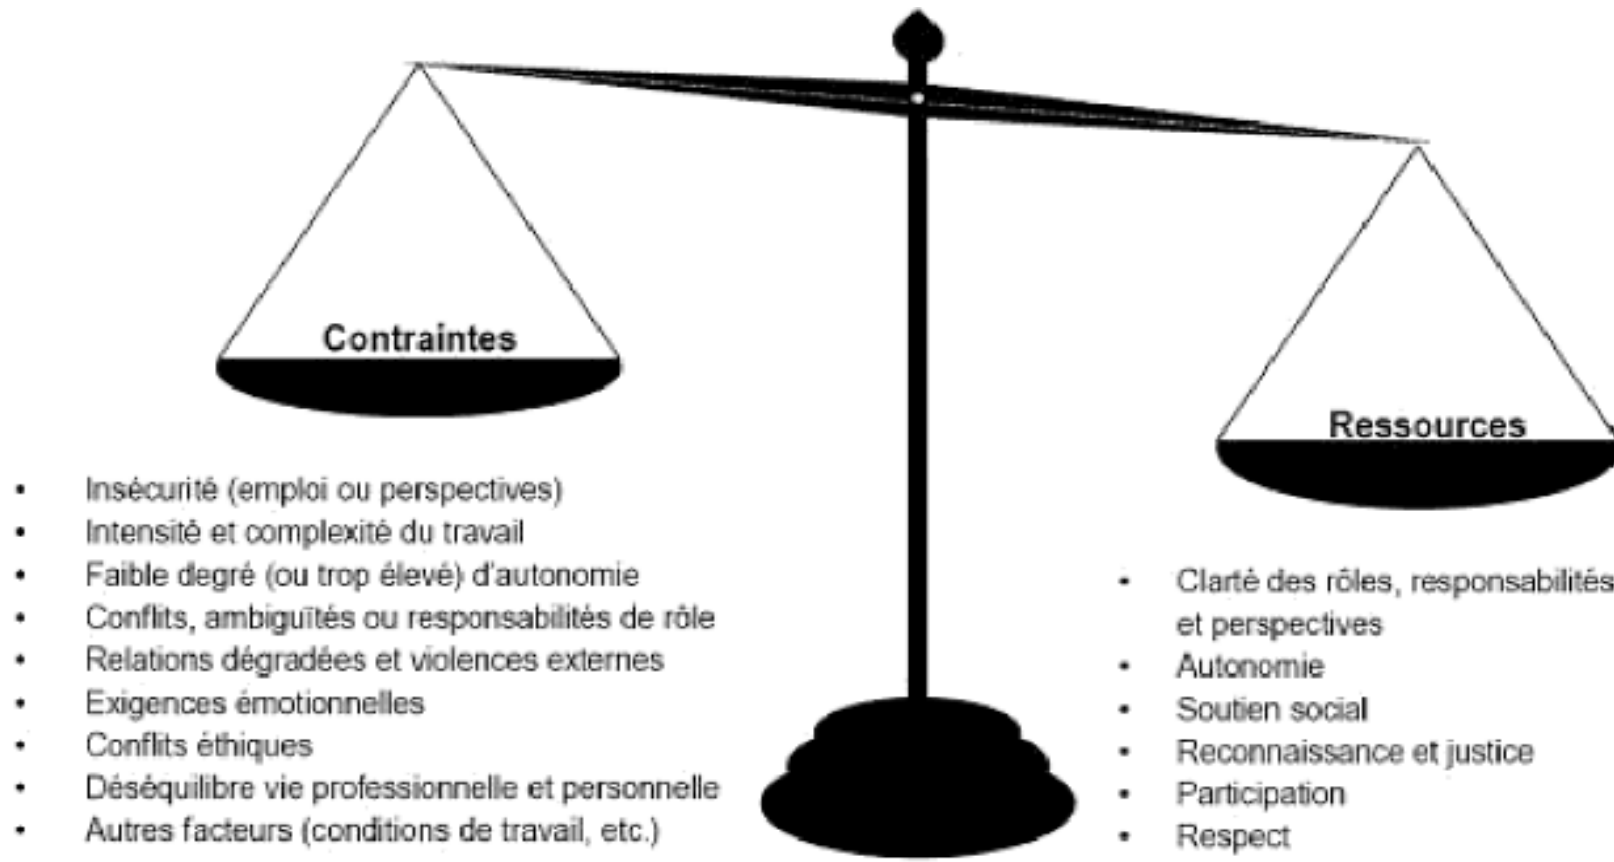 Contraintes
• Insécurité (emploi ou perspectives)
• Intensité et complexité du travail
• Faible degré (ou trop élevé) d'autonomie
• Conflits, ambiguïtés ou responsabilités de rôle
• Relations dégradées et violences externes
• Exigences émotionnelles
• Conflits éthiques
• Déséquilibre vie professionnelle et personnelle
• Autres facteurs (conditions de travail, etc.)
Ressources
• Clarté des rôles, responsabilités
et perspectives
• Autonomie
• Soutien social
• Reconnaissance et justice
• Participation
• Respect